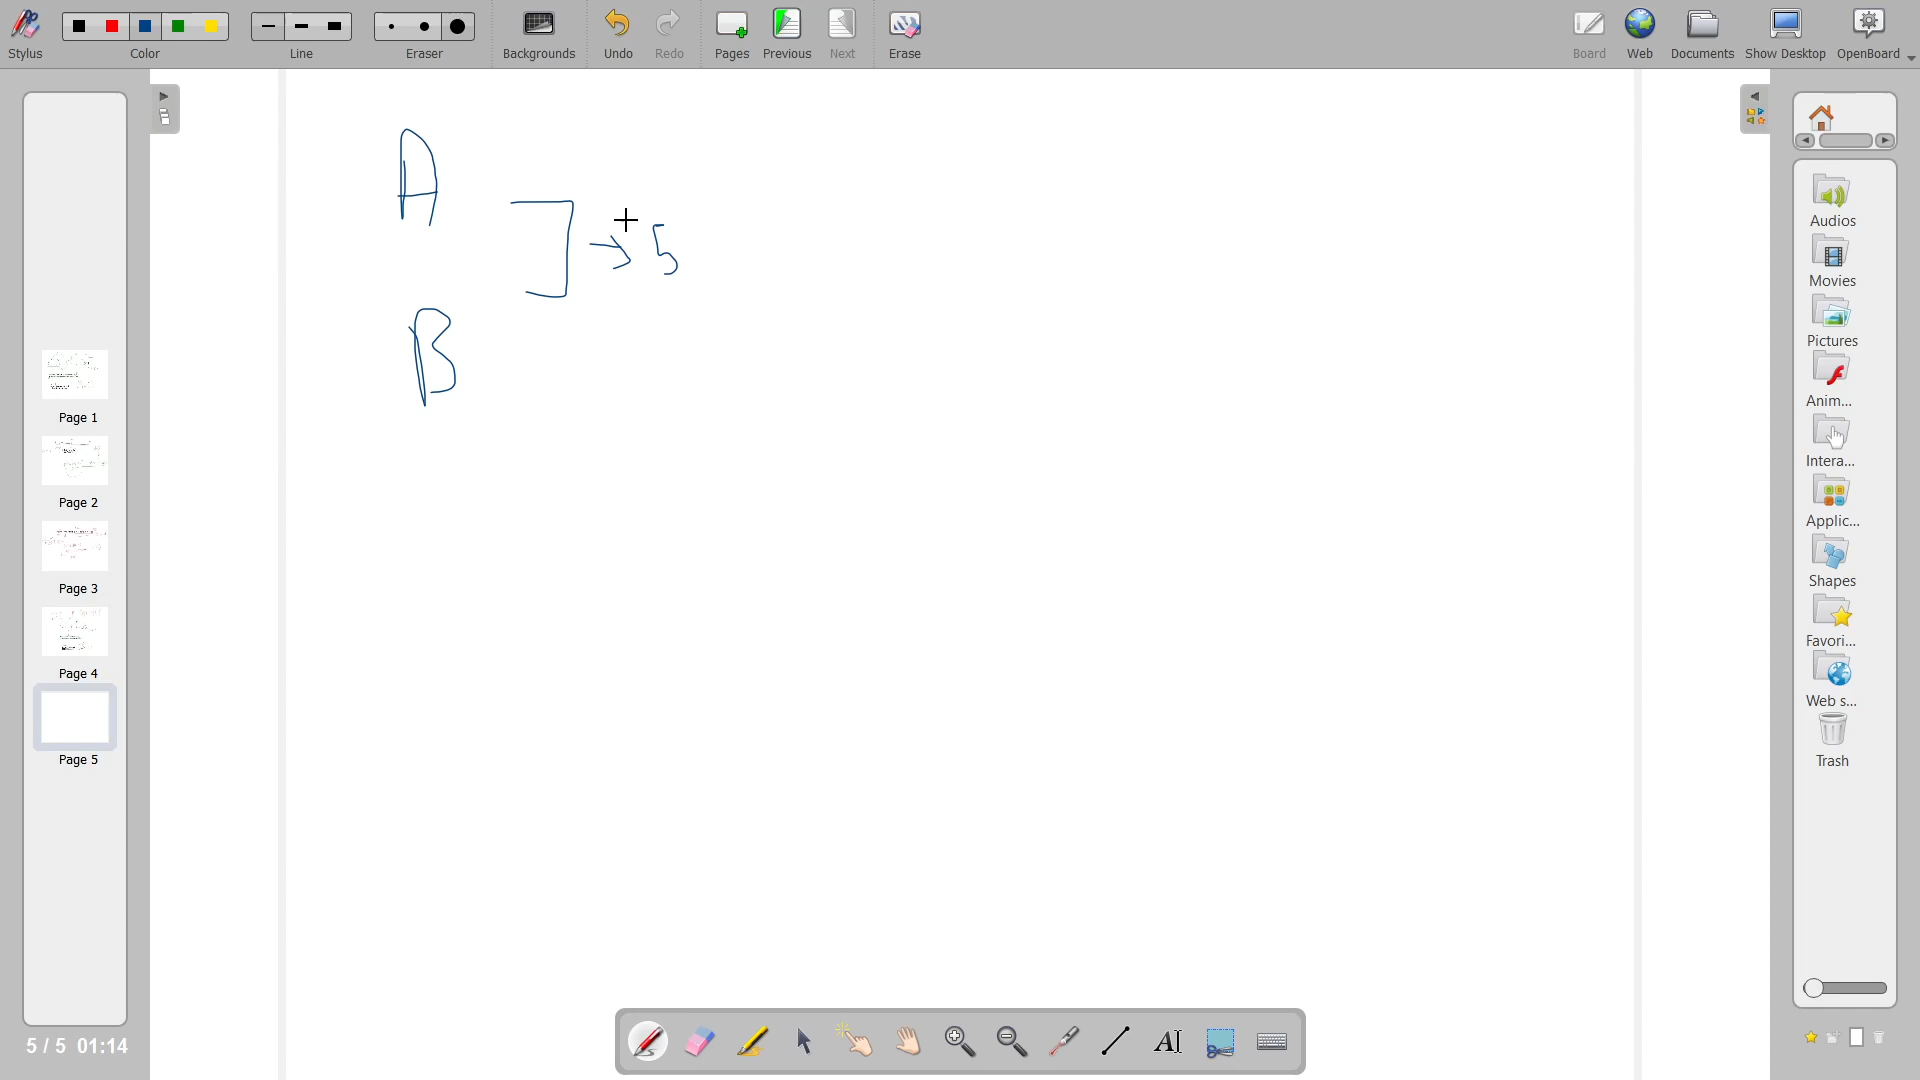 Stylus
Color
Line
Eraser
Backgrounds
Undo
Redo
Pages
Previous
Next
Erase
Board
Web
Documents
Show Desktop
OpenBoard
A
] → 5
B
Page 1
Page 2
Page 3
Page 4
Page 5
5 / 5 01:14
Audios
Movies
Pictures
Anim...
Intera...
Applic...
Shapes
Favori...
Web s...
Trash
AI